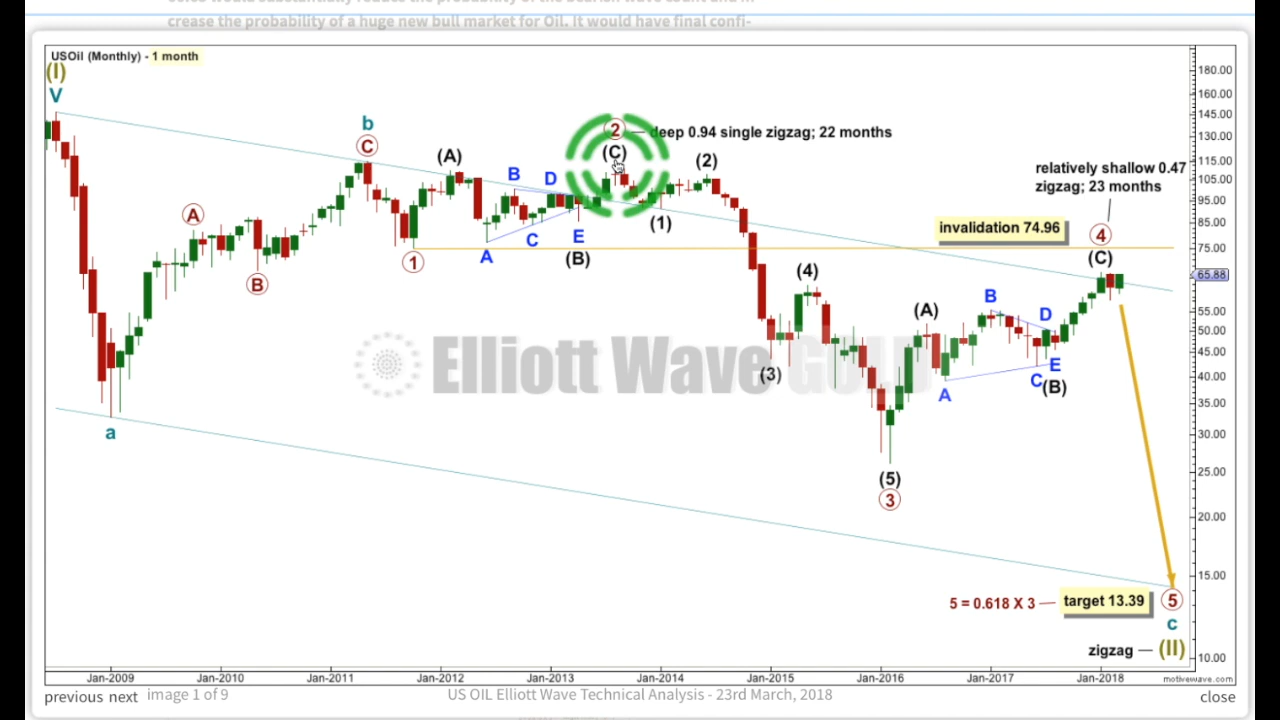 crease the probability of a huge new bull market for Oil. It would have final confi-
USOil (Monthly) - 1 month
(I)
V
b
C
2
deep 0.94 single zigzag; 22 months
(C)
(A)
(2)
B
D
A
B
1
A
C
E
(B)
(1)
relatively shallow 0.47
zigzag; 23 months
invalidation 74.96
4
(C)
(4)
(A)
B
D
(3)
A
C
E
(B)
a
(5)
3
Elliott Wave GOLD
180.00
160.00
145.00
130.00
115.00
105.00
95.00
85.00
75.00
65.88
55.00
50.00
45.00
40.00
35.00
30.00
25.00
20.00
15.00
10.00
5 = 0.618 X 3
target 13.39
5
c
zigzag
(II)
Jan-2009 Jan-2010 Jan-2011 Jan-2012 Jan-2013 Jan-2014 Jan-2015 Jan-2016 Jan-2017 Jan-2018
motivewave.com
previous next image 1 of 9 US OIL Elliott Wave Technical Analysis - 23rd March, 2018 close